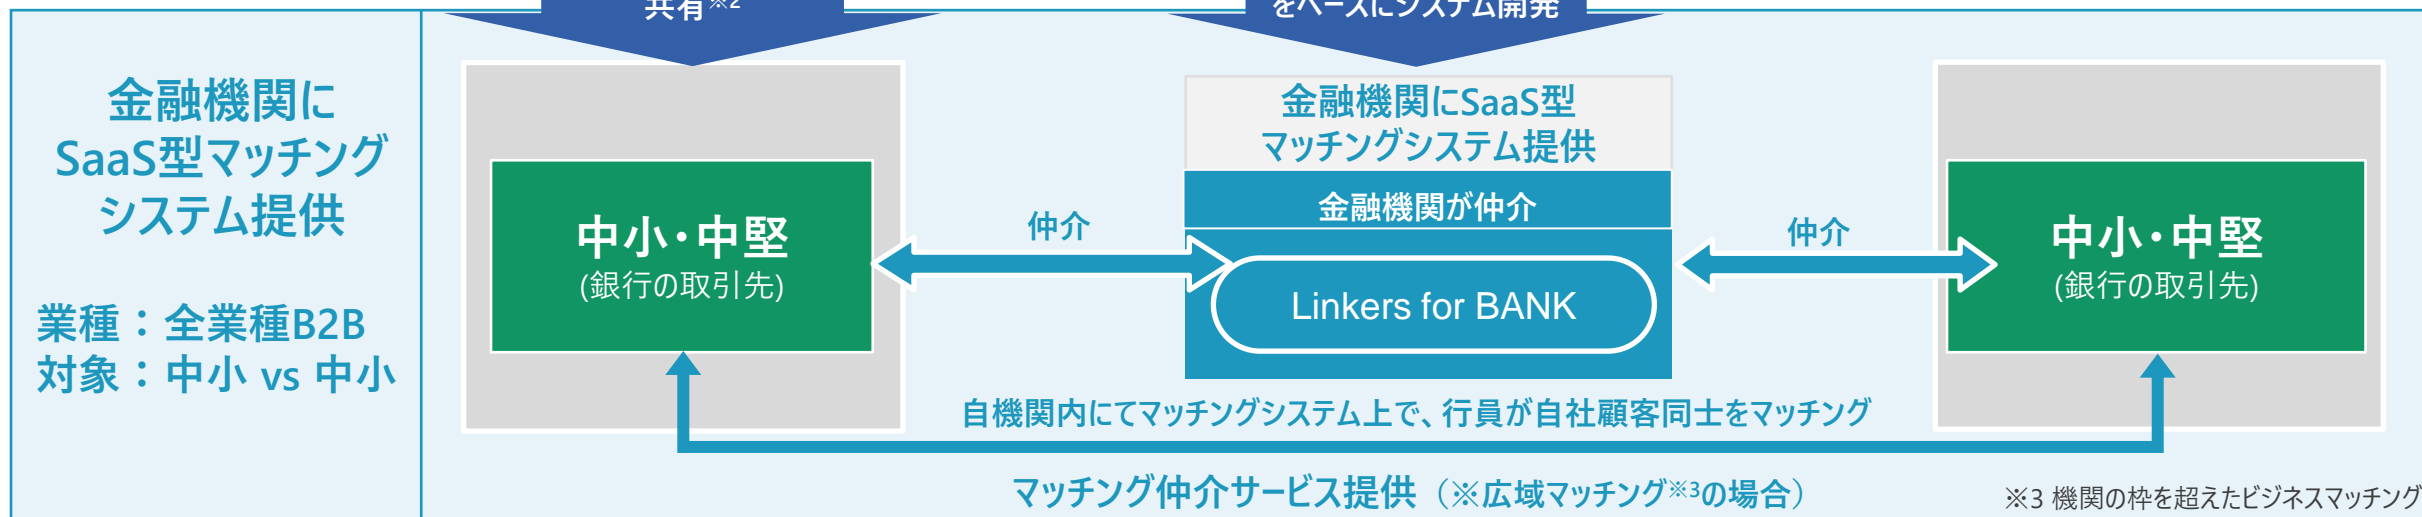 共有※2
をベースにシステム開発
金融機関に
SaaS型マッチング
システム提供
業種：全業種B2B
対象：中小 vs 中小
中小・中堅
(銀行の取引先)
仲介
金融機関にSaaS型
マッチングシステム提供
金融機関が仲介
Linkers for BANK
仲介
中小・中堅
(銀行の取引先)
自機関内にてマッチングシステム上で、行員が自社顧客同士をマッチング
マッチング仲介サービス提供（※広域マッチング※3の場合）
※3 機関の枠を超えたビジネスマッチング